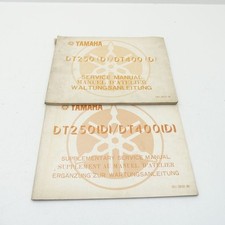 YAMAHA
DT250(D)/DT400(D)
SERVICE MANUAL
MANUEL D'ATELIER
WARTUNGSANLEITUNG
YAMAHA
DT250(D)/DT400(D)
SUPPLEMENTARY SERVICE MANUAL
SUPPLEMENT AU MANUEL D'ATELIER
ERGÄNZUNG ZUR WARTUNGSANLEITUNG